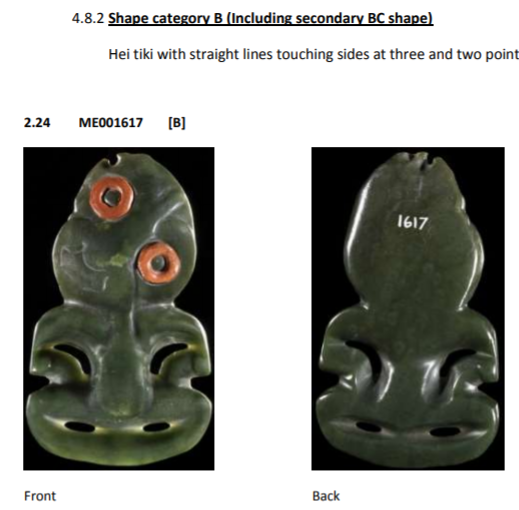 4.8.2 Shape category B (Including secondary BC shape)
Hei tiki with straight lines touching sides at three and two point
2.24 ME001617 [B]
1617
Front Back